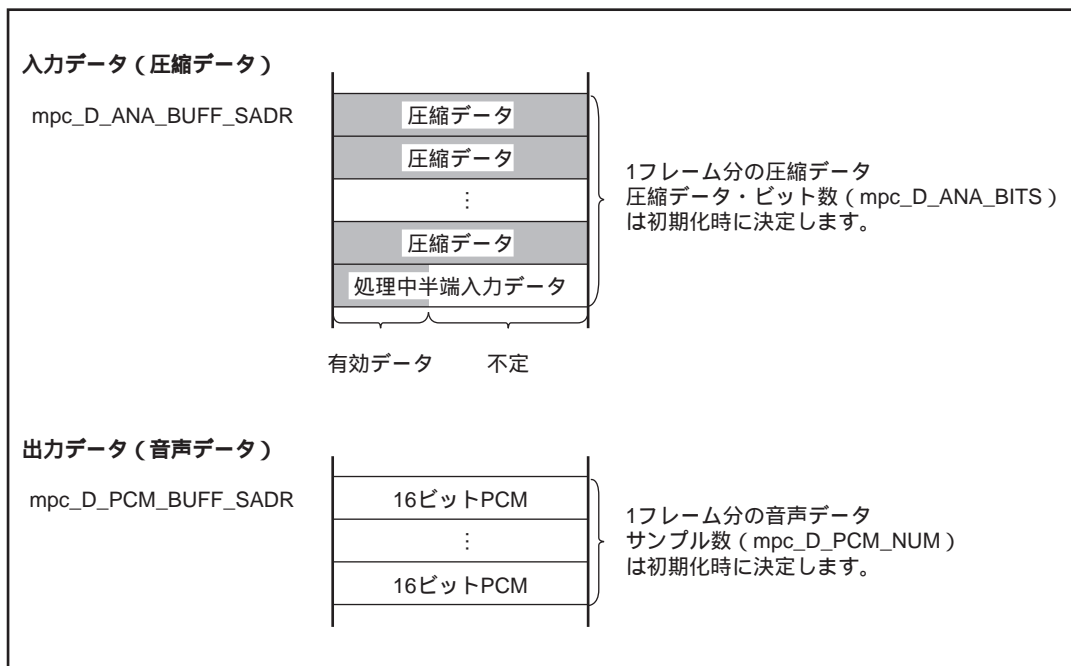 入力データ（圧縮データ）
mpc_D_ANA_BUFF_SADR
圧縮データ
圧縮データ
⋮
圧縮データ
処理中半端入力データ
有効データ
不定
1フレーム分の圧縮データ
圧縮データ・ビット数（mpc_D_ANA_BITS）
は初期化時に決定します。
出力データ（音声データ）
mpc_D_PCM_BUFF_SADR
16ビットPCM
⋮
16ビットPCM
1フレーム分の音声データ
サンプル数（mpc_D_PCM_NUM）
は初期化時に決定します。